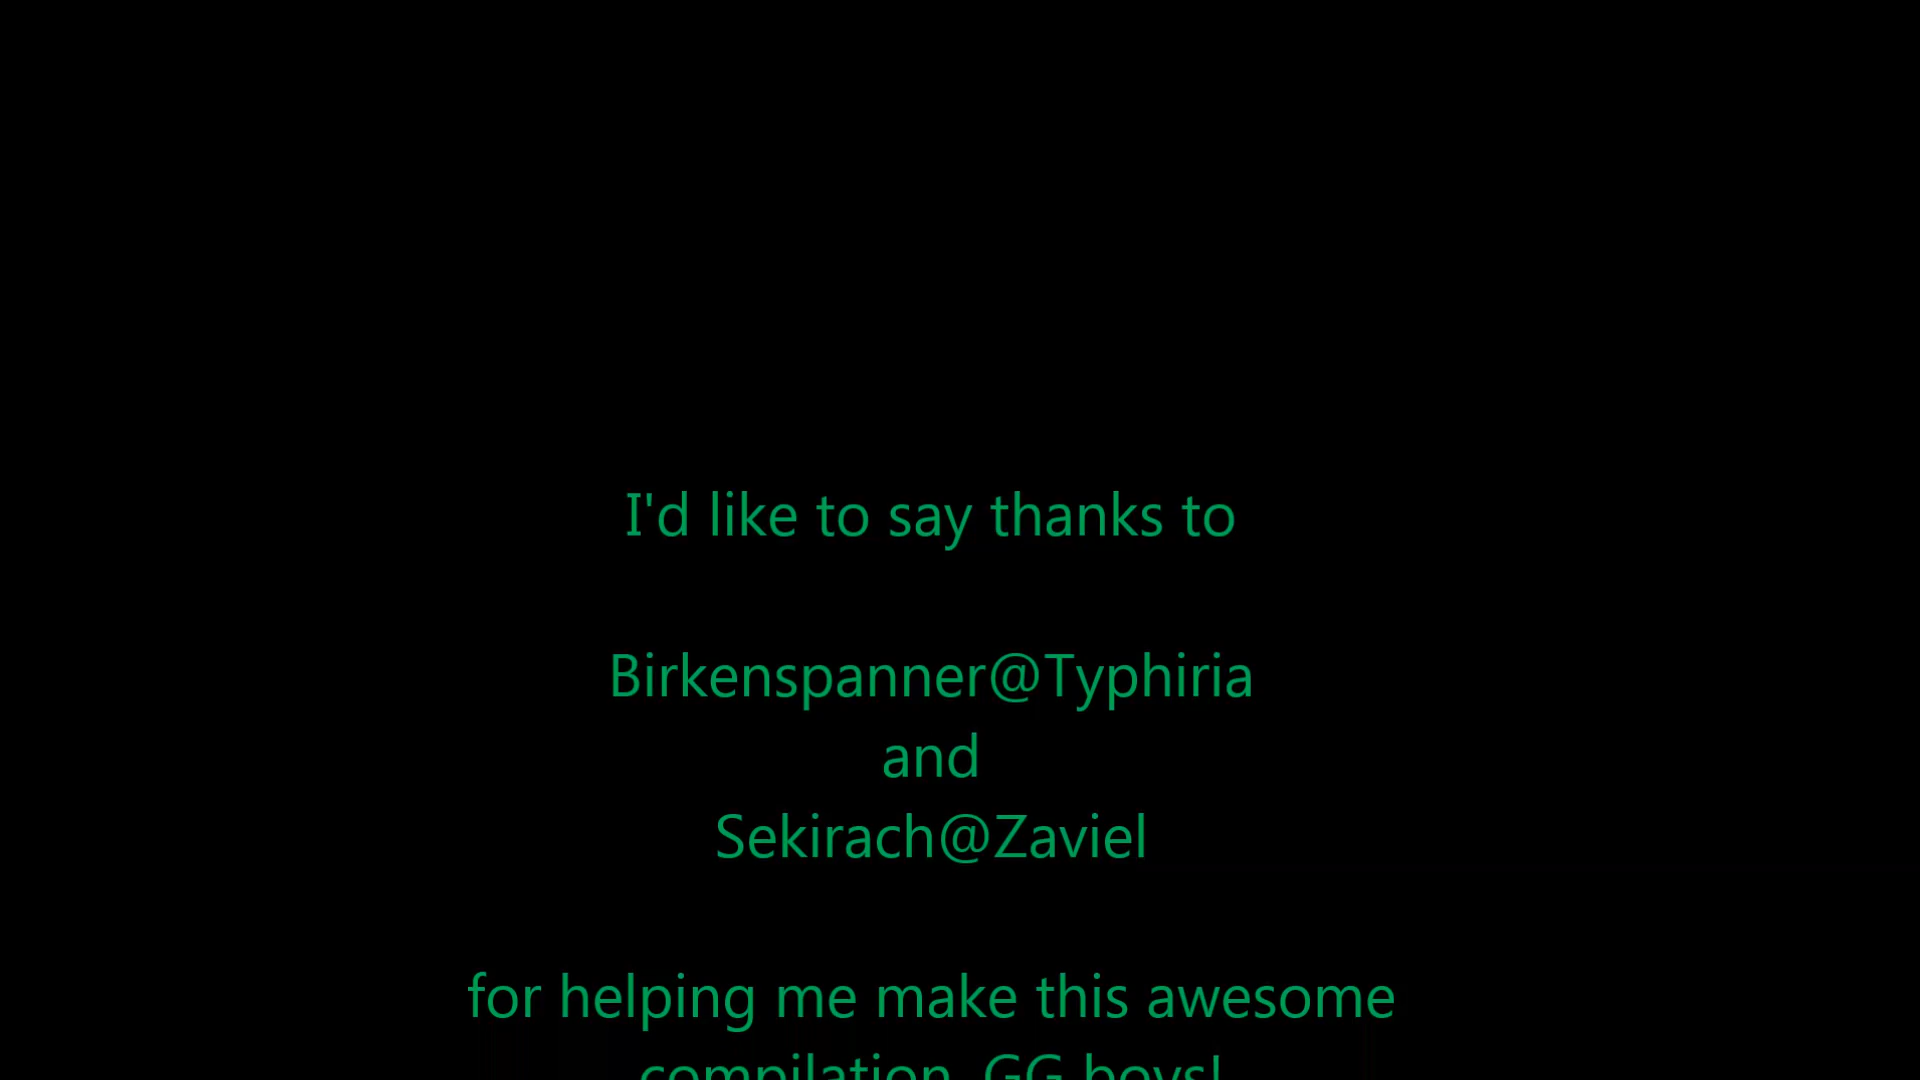 I'd like to say thanks to
Birkenspanner@Typhiria
and
Sekirach@Zaviel
for helping me make this awesome
compilation. GG boys!